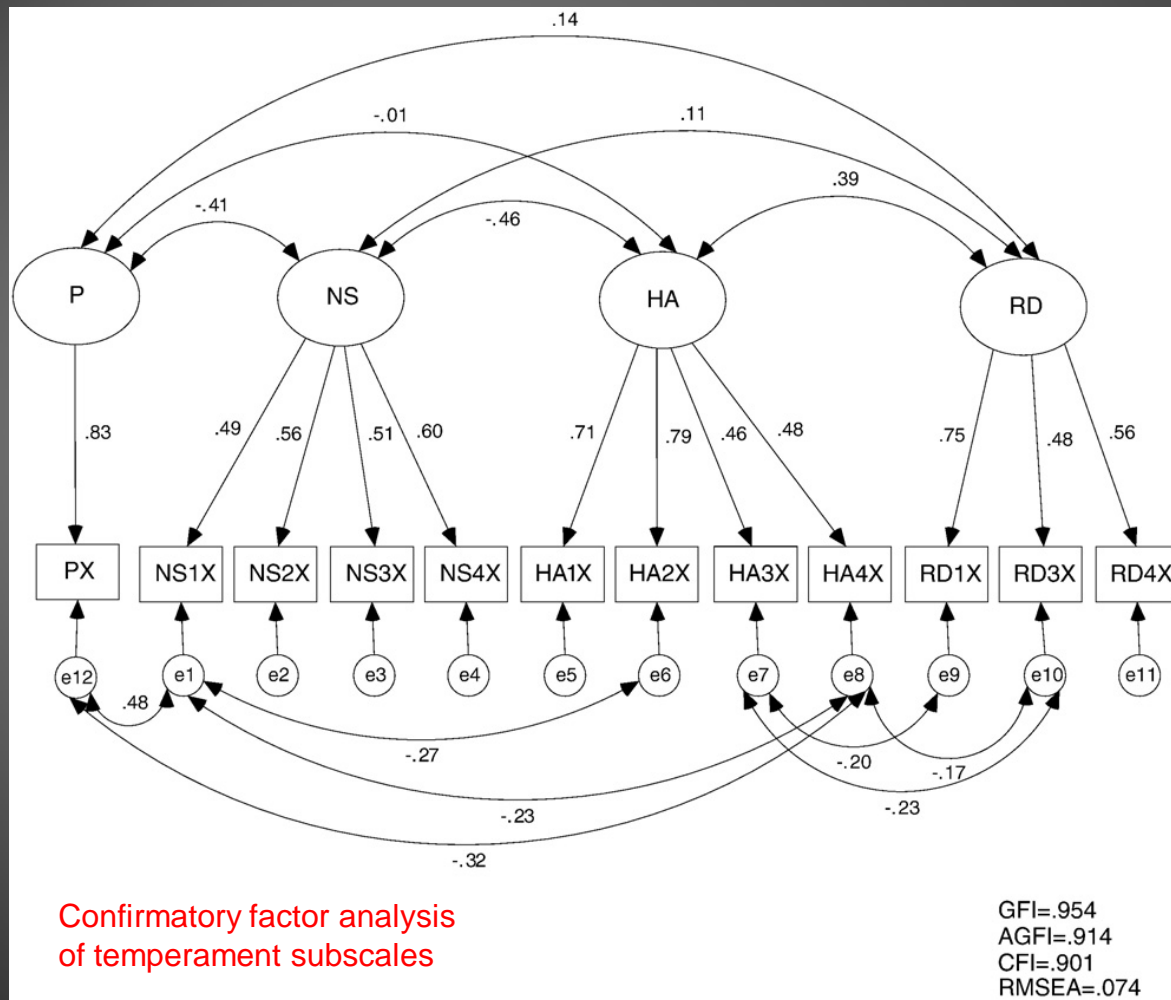 .14
-.01
.11
-.41
-.46
.39
P
NS
HA
RD
.83
.49
.56
.51
.60
.71
.79
.46
.48
.75
.48
.56
PX
NS1X
NS2X
NS3X
NS4X
HA1X
HA2X
HA3X
HA4X
RD1X
RD3X
RD4X
e12
e1
e2
e3
e4
e5
e6
e7
e8
e9
e10
e11
.48
-.27
-.20
-.17
-.23
-.23
-.32
Confirmatory factor analysis
of temperament subscales
GFI=.954
AGFI=.914
CFI=.901
RMSEA=.074